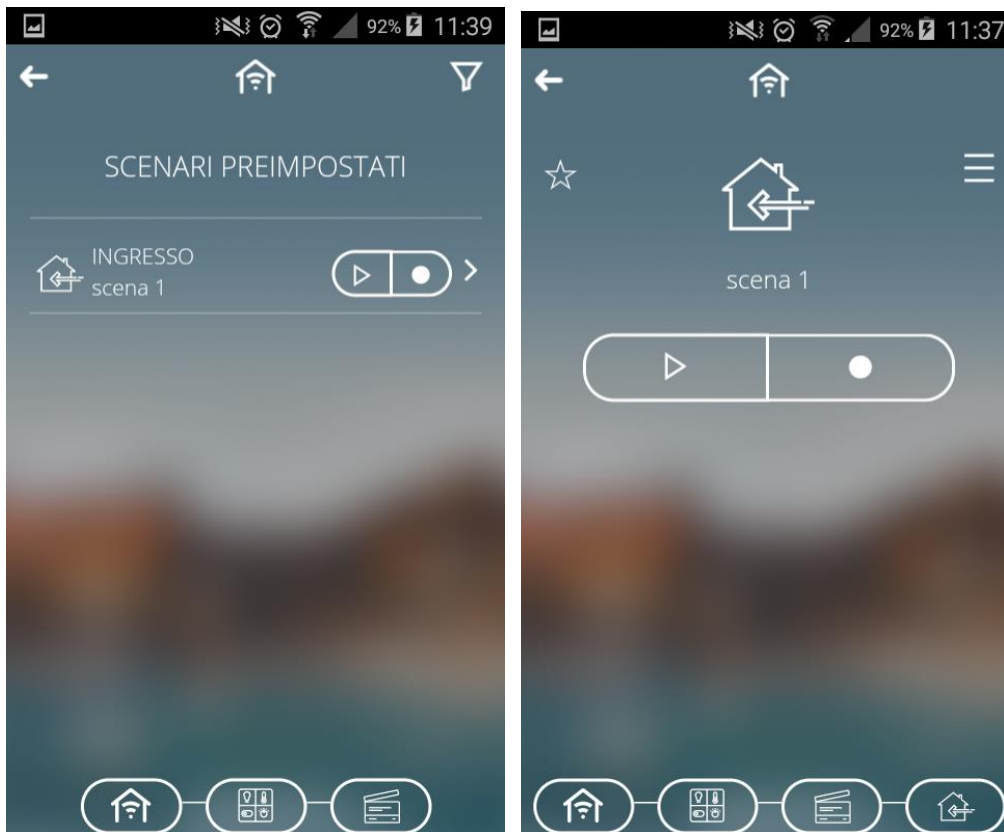 92% 11:39
SCENARI PREIMPOSTATI
INGRESSO
scena 1
92% 11:37
scena 1